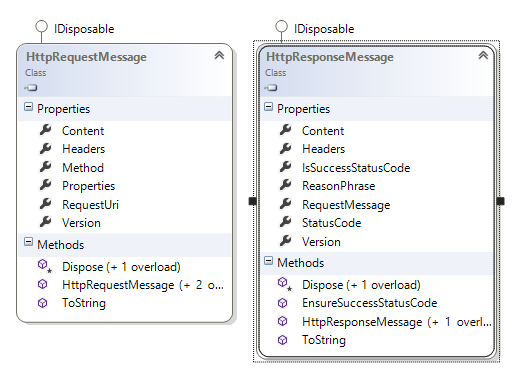 IDisposable
HttpRequestMessage
Class
Properties
Content
Headers
Method
Properties
RequestUri
Version
Methods
Dispose (+ 1 overload)
HttpRequestMessage (+ 2 o...
ToString
IDisposable
HttpResponseMessage
Class
Properties
Content
Headers
IsSuccessStatusCode
ReasonPhrase
RequestMessage
StatusCode
Version
Methods
Dispose (+ 1 overload)
EnsureSuccessStatusCode
HttpResponseMessage (+ 1 overl...
ToString